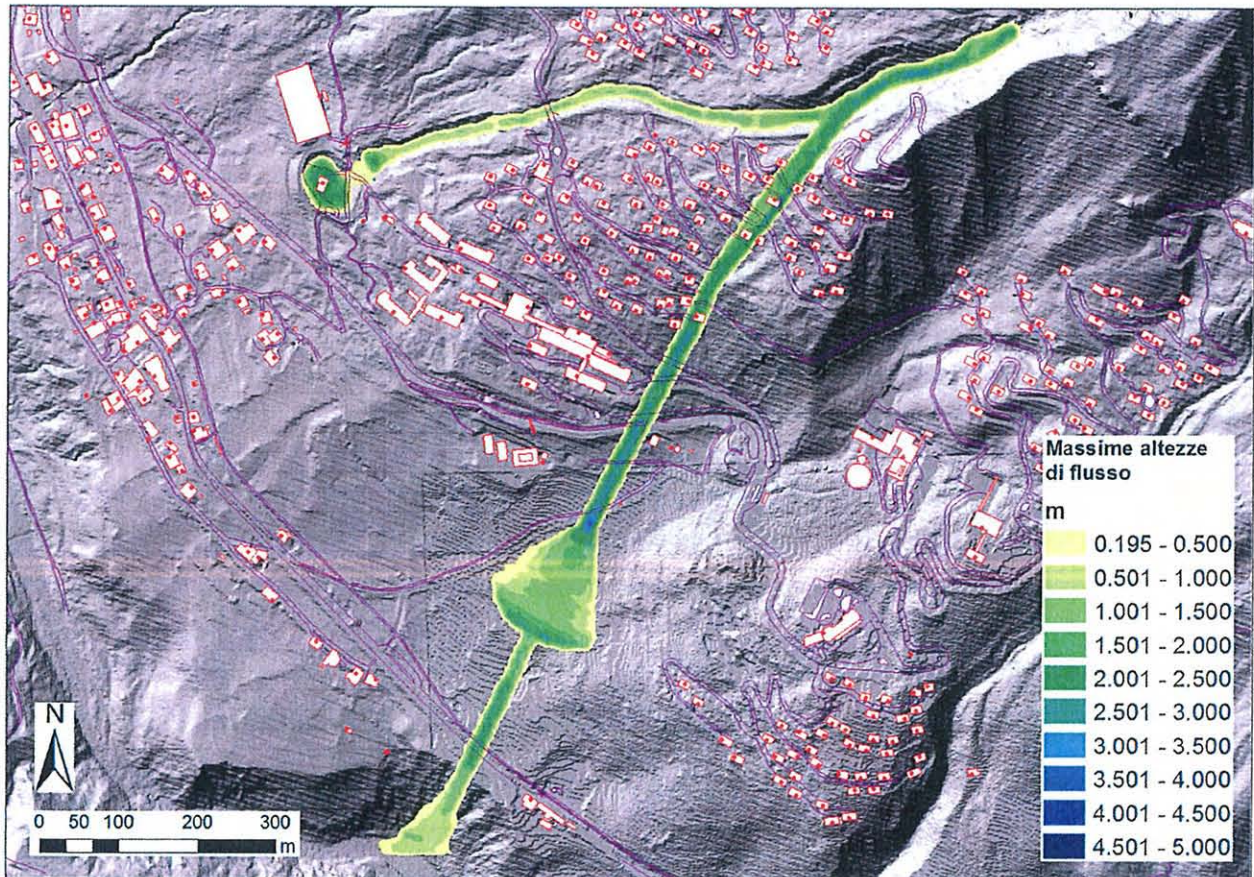 Massime altezze
di flusso
m
0.195 - 0.500
0.501 - 1.000
1.001 - 1.500
1.501 - 2.000
2.001 - 2.500
2.501 - 3.000
3.001 - 3.500
3.501 - 4.000
4.001 - 4.500
4.501 - 5.000
N
0 50 100 200 300
m